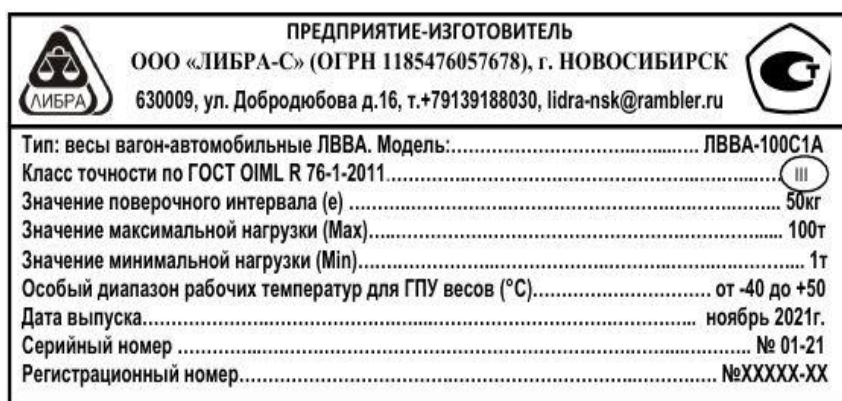 ПРЕДПРИЯТИЕ-ИЗГОТОВИТЕЛЬ
ООО «ЛИБРА-С» (ОГРН 1185476057678), г. НОВОСИБИРСК
630009, ул. Добродюбова д.16, т.+79139188030, lidra-nsk@rambler.ru
ЛИБРА
СТ
Тип: весы вагон-автомобильные ЛВВА. Модель:.......................................... ЛВВА-100С1А
Класс точности по ГОСТ OIML R 76-1-2011.................................................... III
Значение поверочного интервала (e) ........................................................... 50кг
Значение максимальной нагрузки (Max)........................................................ 100т
Значение минимальной нагрузки (Min)............................................................ 1т
Особый диапазон рабочих температур для ГПУ весов (°С)............................ от -40 до +50
Дата выпуска..................................................................................... ноябрь 2021г.
Серийный номер ...................................................................................... № 01-21
Регистрационный номер........................................................................ №XXXXX-XX